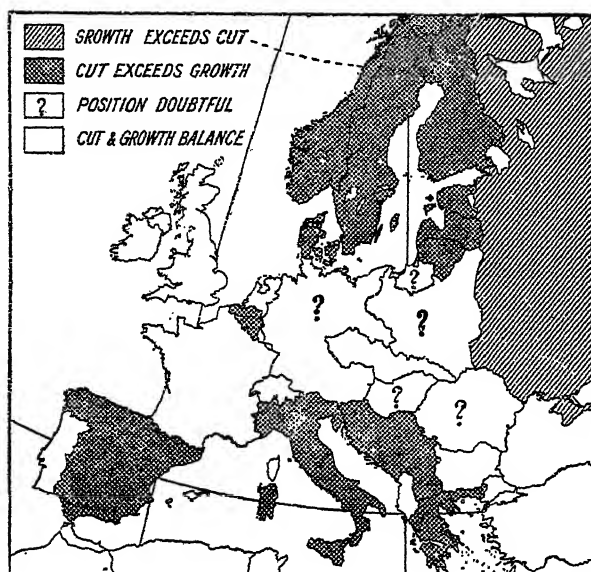 GROWTH EXCEEDS CUT
CUT EXCEEDS GROWTH
? POSITION DOUBTFUL
CUT & GROWTH BALANCE
?
?
?
?
?